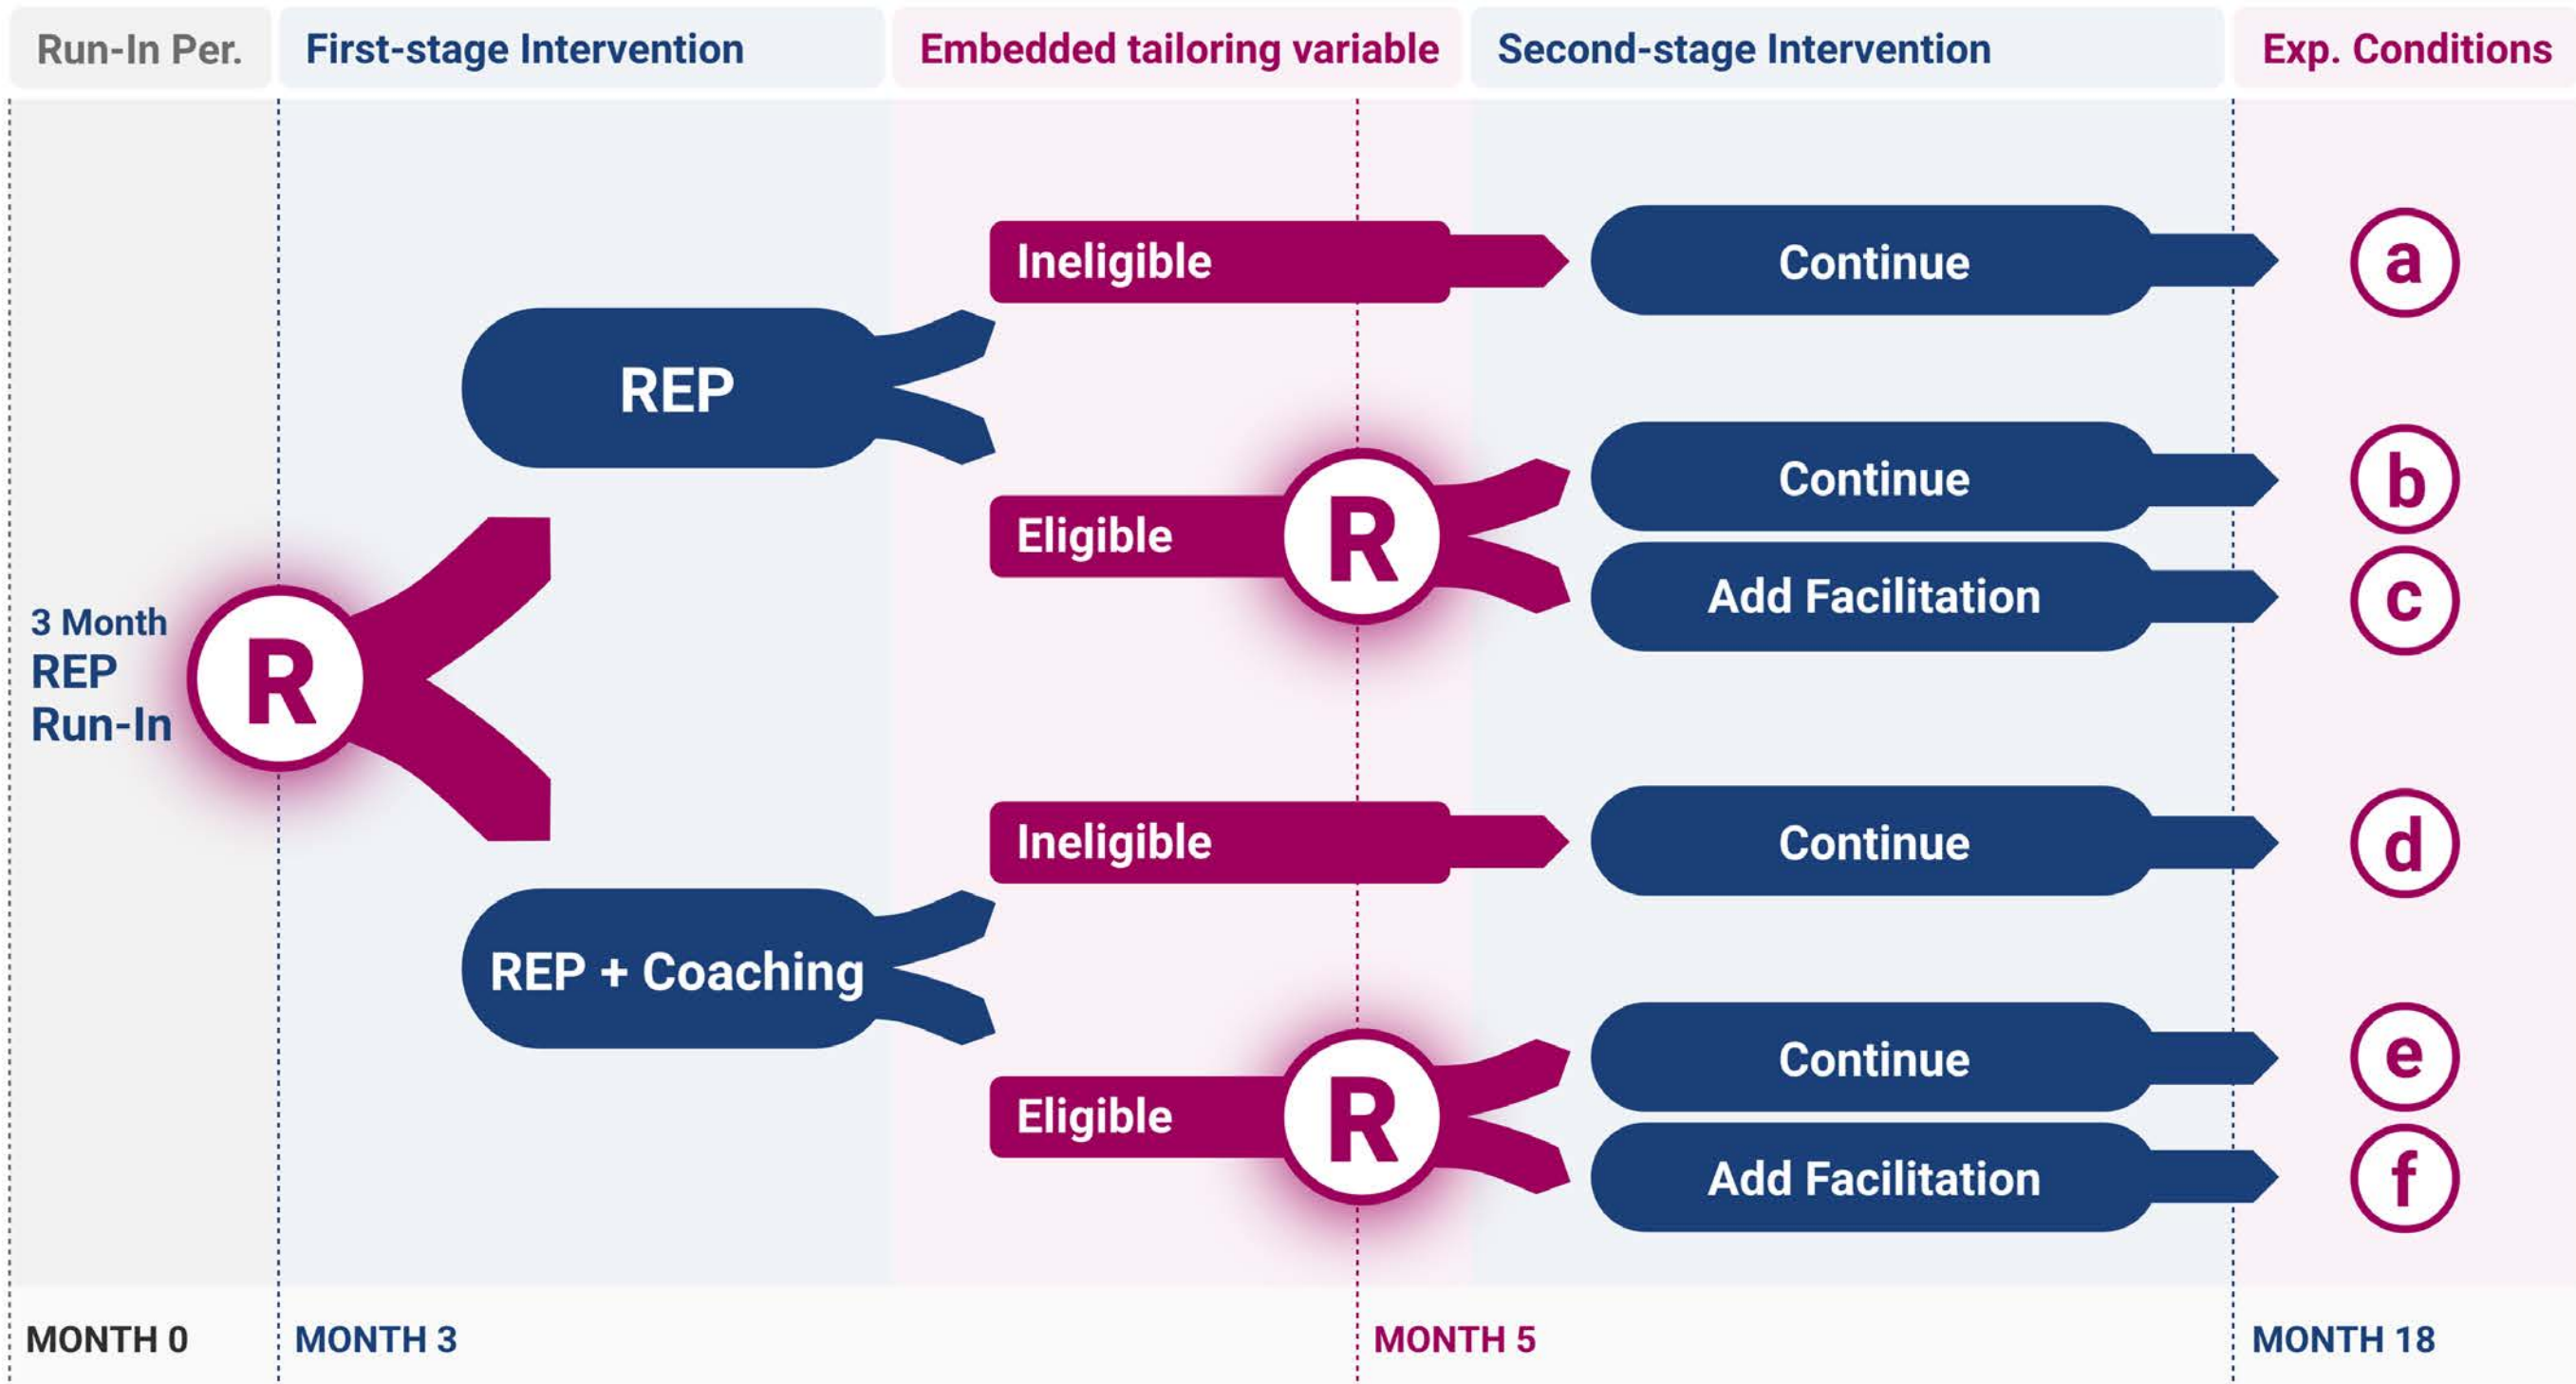 Run-In Per.
First-stage Intervention
Embedded tailoring variable
Second-stage Intervention
Exp. Conditions
3 Month
REP
Run-In
R
REP
Ineligible
Continue
a
Eligible
R
Continue
b
Add Facilitation
c
REP + Coaching
Ineligible
Continue
d
Eligible
R
Continue
e
Add Facilitation
f
MONTH 0
MONTH 3
MONTH 5
MONTH 18